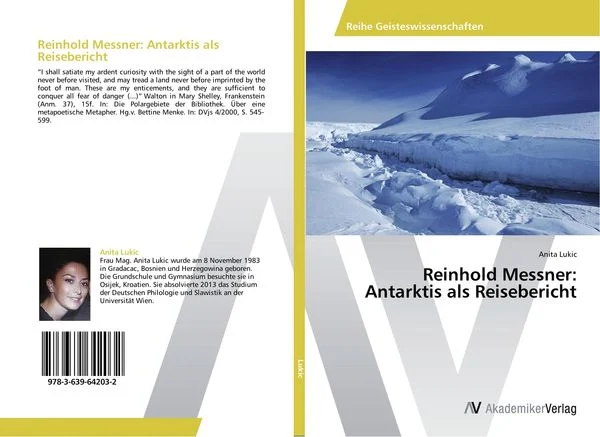 Reinhold Messner: Antarktis als
Reisebericht
"I shall satiate my ardent curiosity with the sight of a part of the world
never before visited, and may tread a land never before imprinted by the
foot of man. These are my enticements, and they are sufficient to
conquer all fear of danger (...)" Walton in Mary Shelley, Frankenstein
(Anm. 37), 15f. In: Die Polargebiete der Bibliothek. Über eine
metapoetische Metapher. Hg.v. Bettine Menke. In: DVjs 4/2000, S. 545-
599.
Anita Lukic
Frau Mag. Anita Lukic wurde am 8 November 1983
in Gradacac, Bosnien und Herzegowina geboren.
Die Grundschule und Gymnasium besuchte sie in
Osijek, Kroatien. Sie absolvierte 2013 das Studium
der Deutschen Philologie und Slawistik an der
Universität Wien.
978-3-639-64203-2
Lukic
Reihe Geisteswissenschaften
Anita Lukic
Reinhold Messner:
Antarktis als Reisebericht
AV AkademikerVerlag